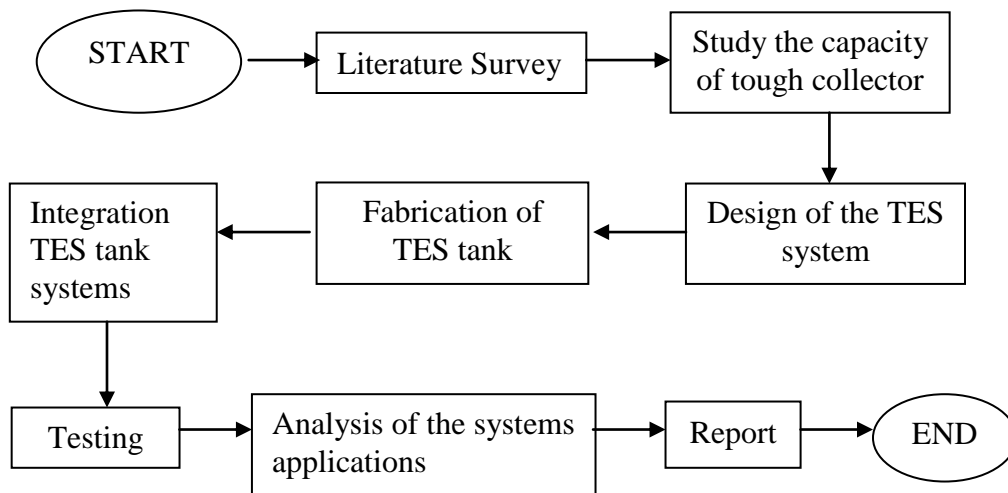 START
Literature Survey
Study the capacity
of tough collector
Design of the TES
system
Fabrication of
TES tank
Integration
TES tank
systems
Testing
Analysis of the systems
applications
Report
END